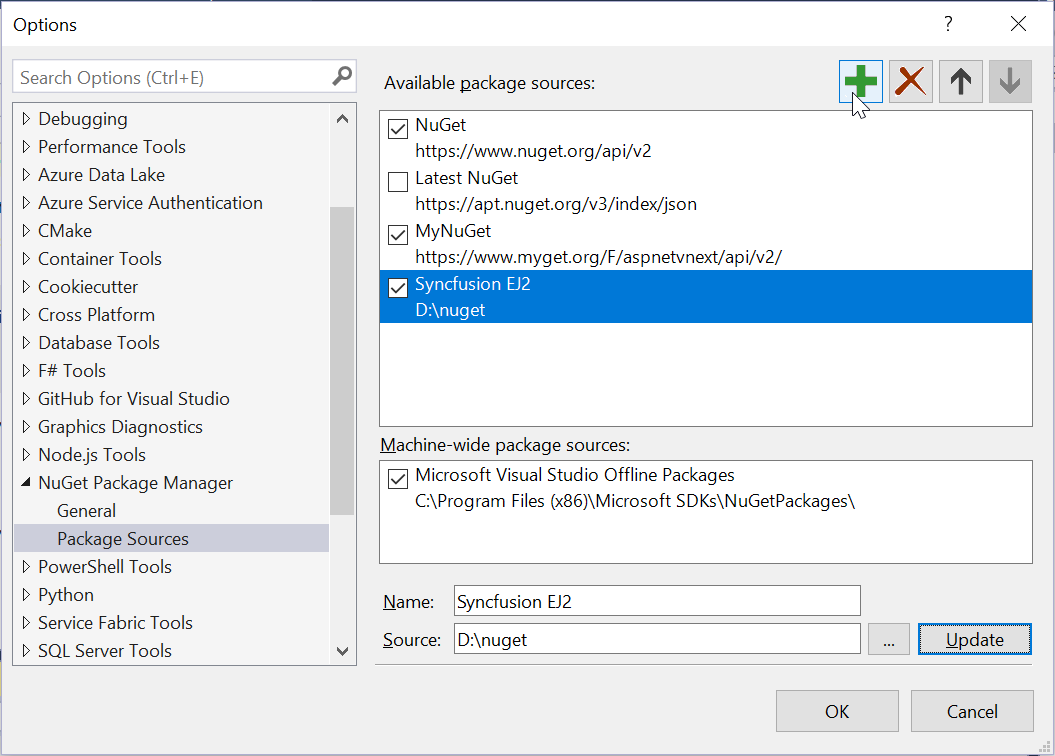 Options
?
Search Options (Ctrl+E)
Debugging
Performance Tools
Azure Data Lake
Azure Service Authentication
CMake
Container Tools
Cookiecutter
Cross Platform
Database Tools
F# Tools
GitHub for Visual Studio
Graphics Diagnostics
Node.js Tools
NuGet Package Manager
General
Package Sources
PowerShell Tools
Python
Service Fabric Tools
SQL Server Tools
Available package sources:
NuGet
https://www.nuget.org/api/v2
Latest NuGet
https://apt.nuget.org/v3/index/json
MyNuGet
https://www.myget.org/F/aspnetvnext/api/v2/
Syncfusion EJ2
D:\nuget
Machine-wide package sources:
Microsoft Visual Studio Offline Packages
C:\Program Files (x86)\Microsoft SDKs\NuGetPackages\
Name: Syncfusion EJ2
Source: D:\nuget ... Update
OK Cancel